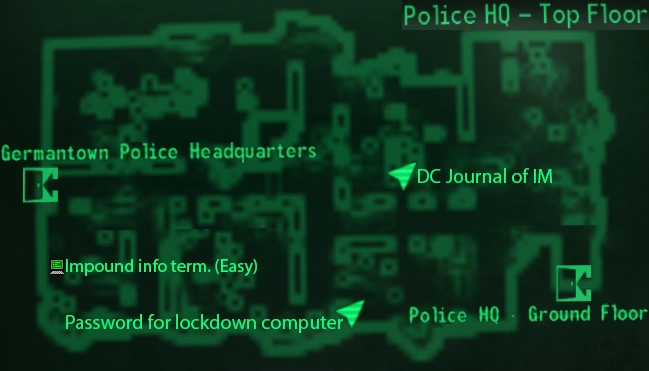 Police HQ – Top Floor
Germantown Police Headquarters
DC Journal of IM
Impound info term. (Easy)
Password for lockdown computer
Police HQ - Ground Floor